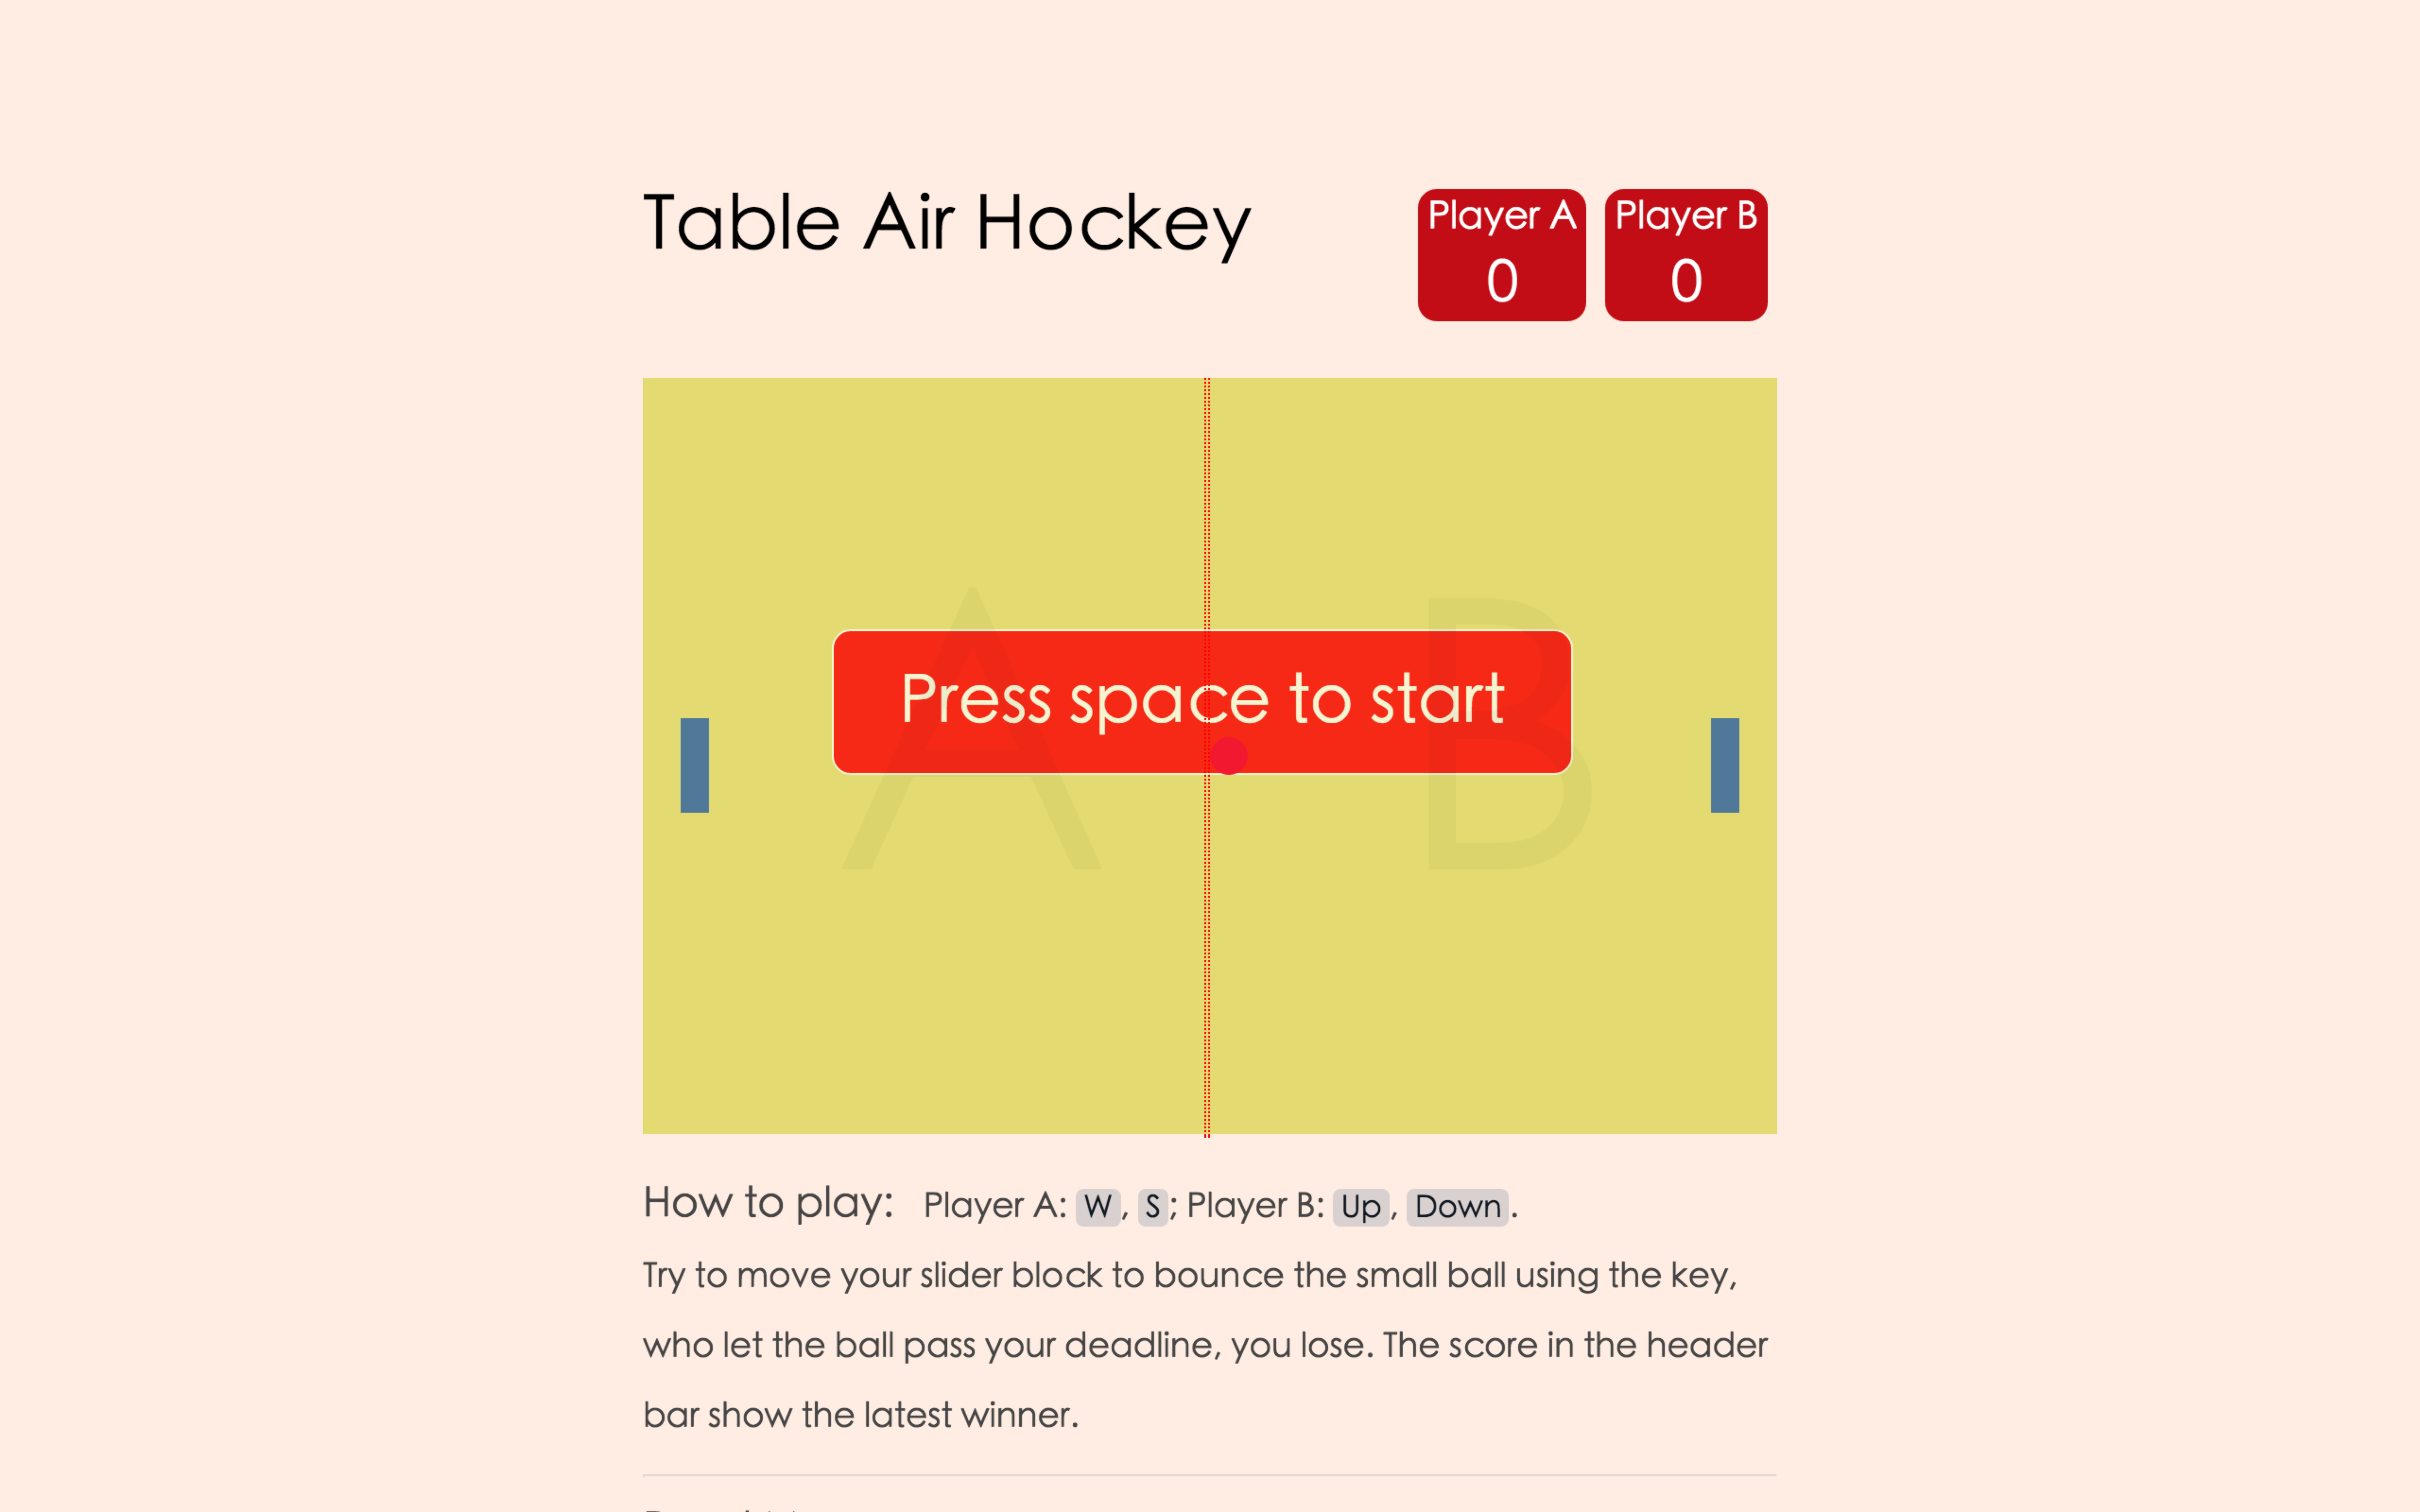 Table Air Hockey
Player A
0
Player B
0
A
B
Press space to start
How to play: Player A: W, S; Player B: Up, Down.
Try to move your slider block to bounce the small ball using the key,
who let the ball pass your deadline, you lose. The score in the header
bar show the latest winner.